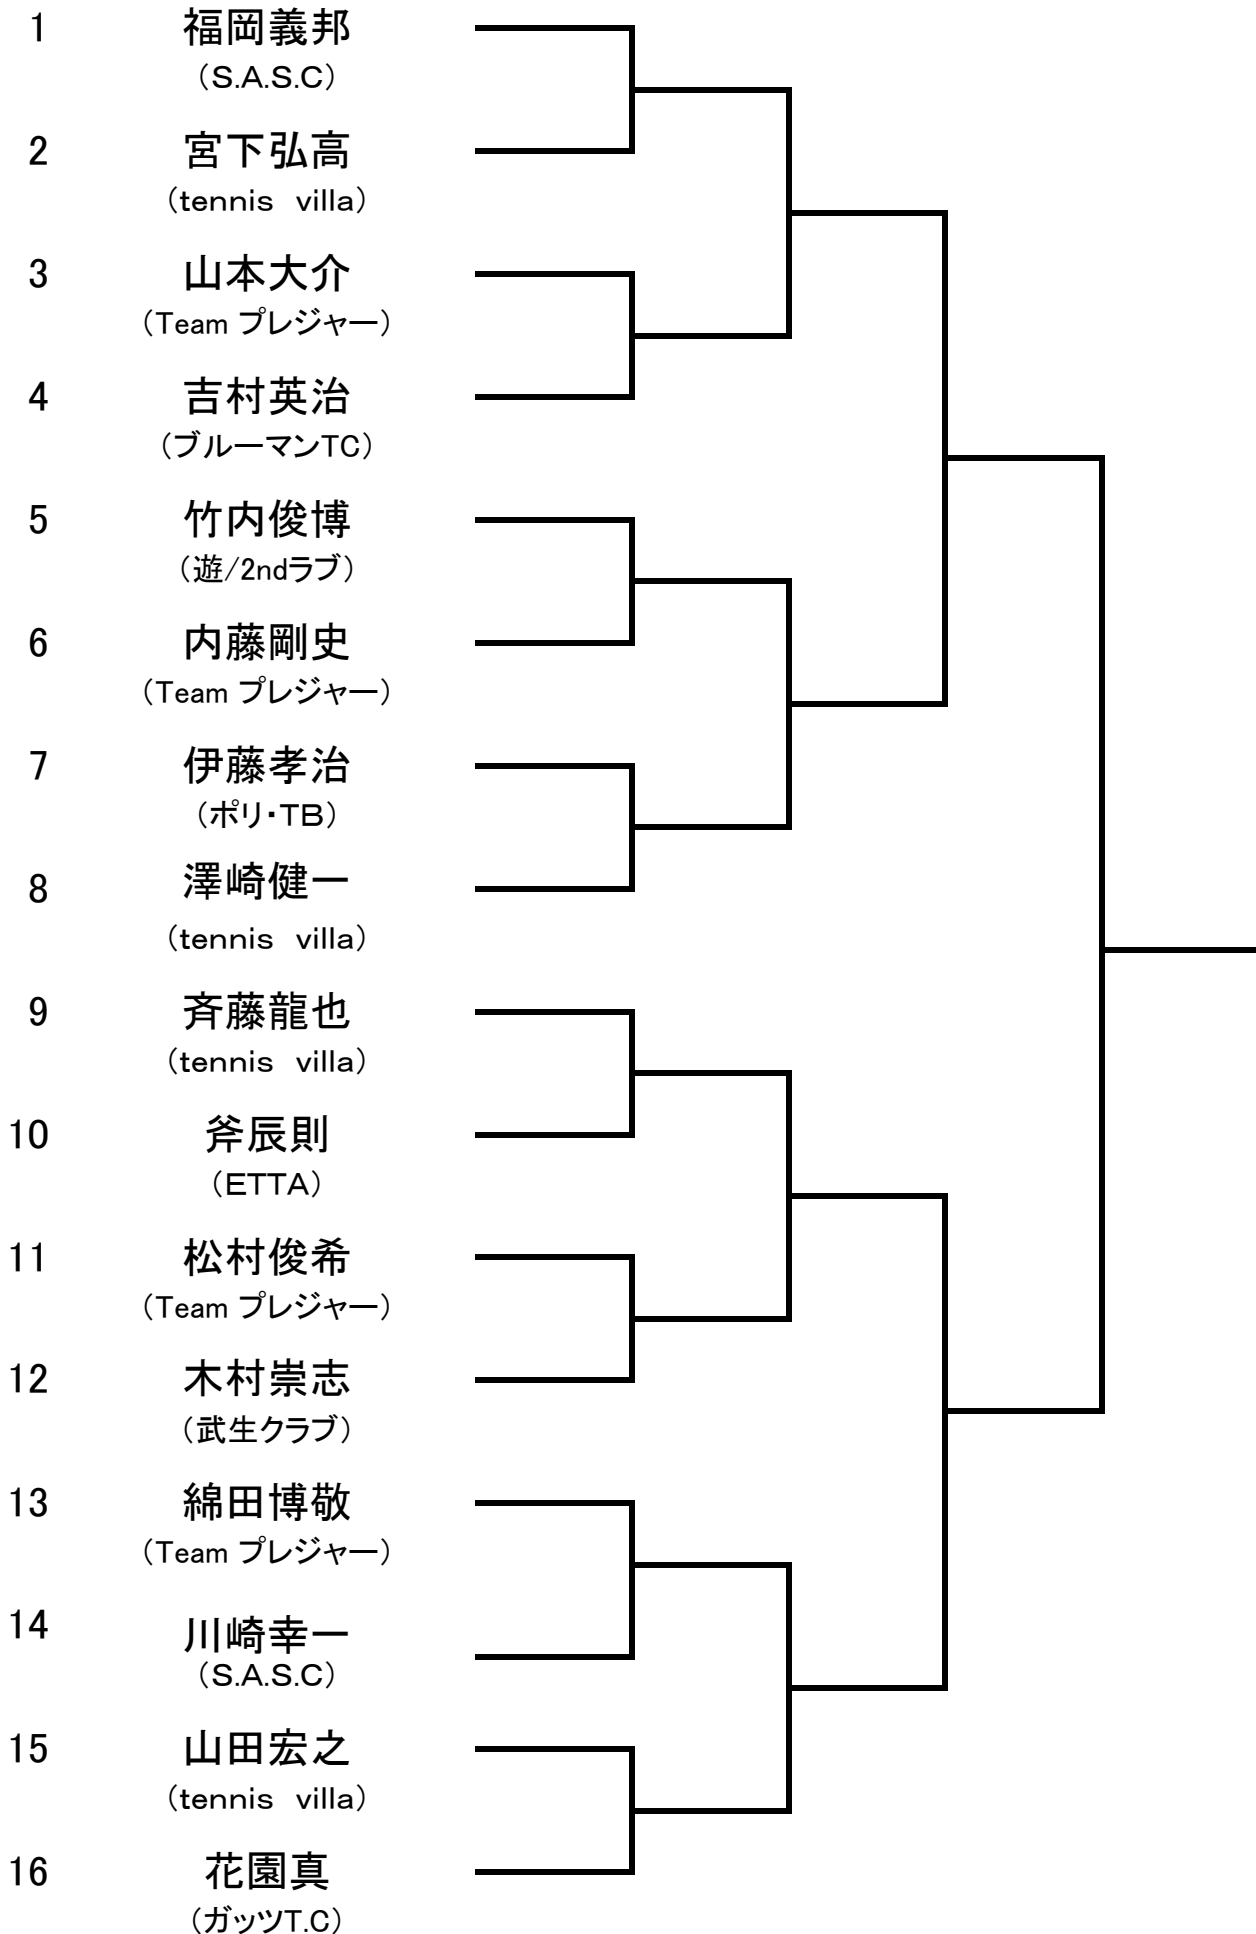 1 福岡義邦
（S.A.S.C）
2 宮下弘高
（tennis　villa）
3 山本大介
（Team プレジャー）
4 吉村英治
（ブルーマンTC）
5 竹内俊博
（遊/2ndラブ）
6 内藤剛史
（Team プレジャー）
7 伊藤孝治
（ポリ・TB）
8 澤崎健一
（tennis　villa）
9 斉藤龍也
（tennis　villa）
10 斧辰則
（ETTA）
11 松村俊希
（Team プレジャー）
12 木村崇志
（武生クラブ）
13 綿田博敬
（Team プレジャー）
14 川崎幸一
（S.A.S.C）
15 山田宏之
（tennis　villa）
16 花園真
（ガッツT.C）